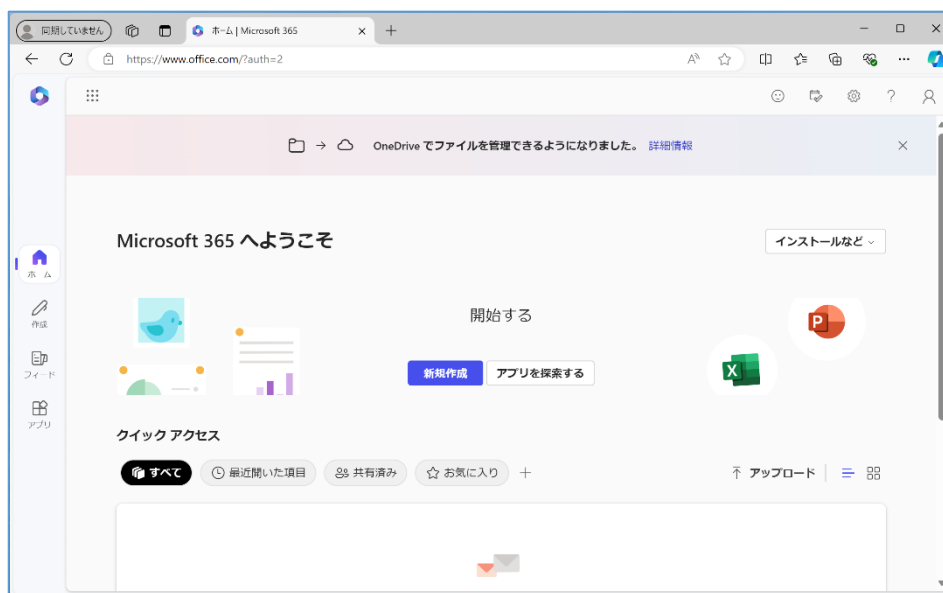 同期していません
ホーム | Microsoft 365
https://www.office.com/?auth=2
OneDrive でファイルを管理できるようになりました。 詳細情報
Microsoft 365 へようこそ
インストールなど
ホーム
作成
フィード
アプリ
開始する
新規作成 アプリを探索する
クイック アクセス
すべて 最近開いた項目 共有済み お気に入り アップロード